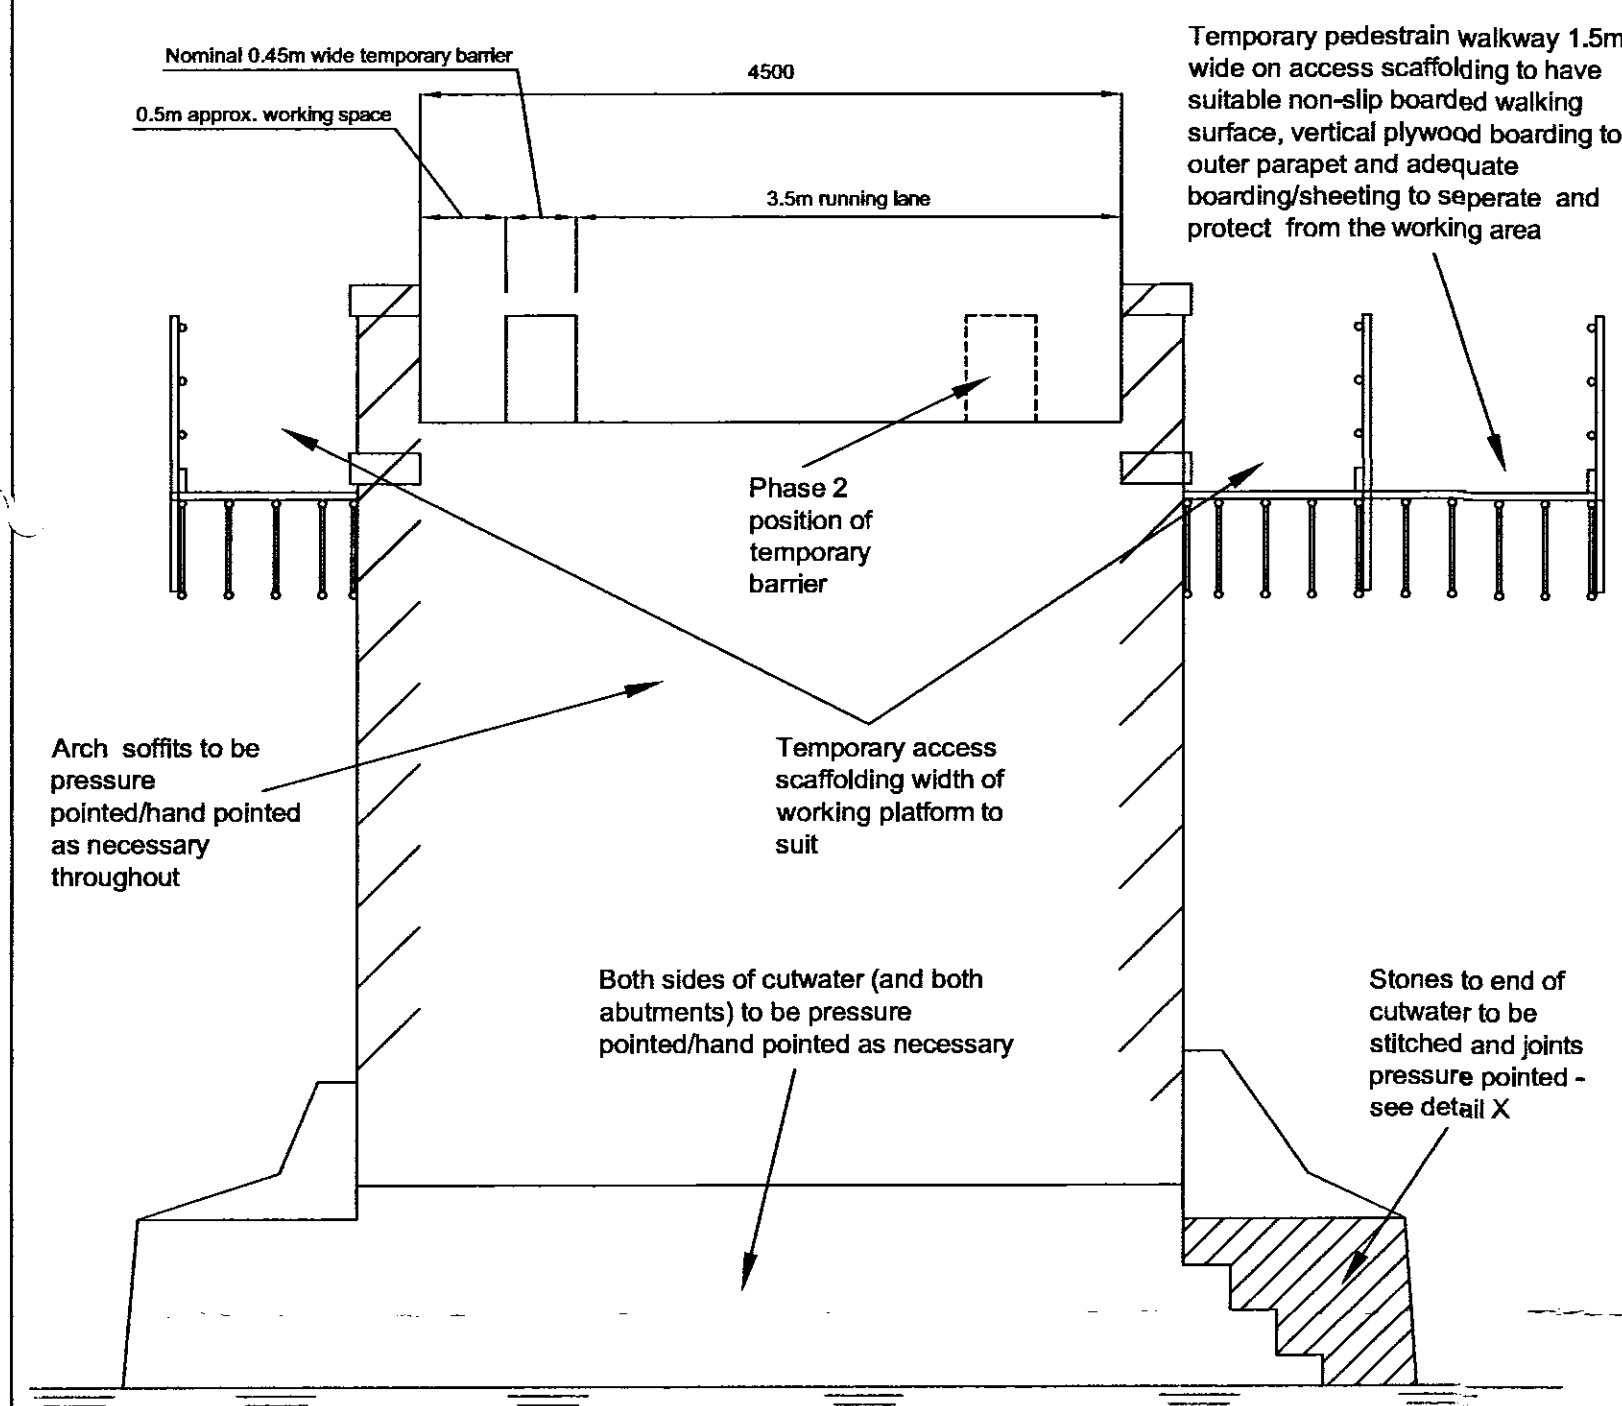 Nominal 0.45m wide temporary barrier
0.5m approx. working space
4500
3.5m running lane
Temporary pedestrain walkway 1.5m
wide on access scaffolding to have
suitable non-slip boarded walking
surface, vertical plywood boarding to
outer parapet and adequate
boarding/sheeting to seperate and
protect from the working area
Phase 2
position of
temporary
barrier
Arch soffits to be
pressure
pointed/hand pointed
as necessary
throughout
Temporary access
scaffolding width of
working platform to
suit
Both sides of cutwater (and both
abutments) to be pressure
pointed/hand pointed as necessary
Stones to end of
cutwater to be
stitched and joints
pressure pointed -
see detail X